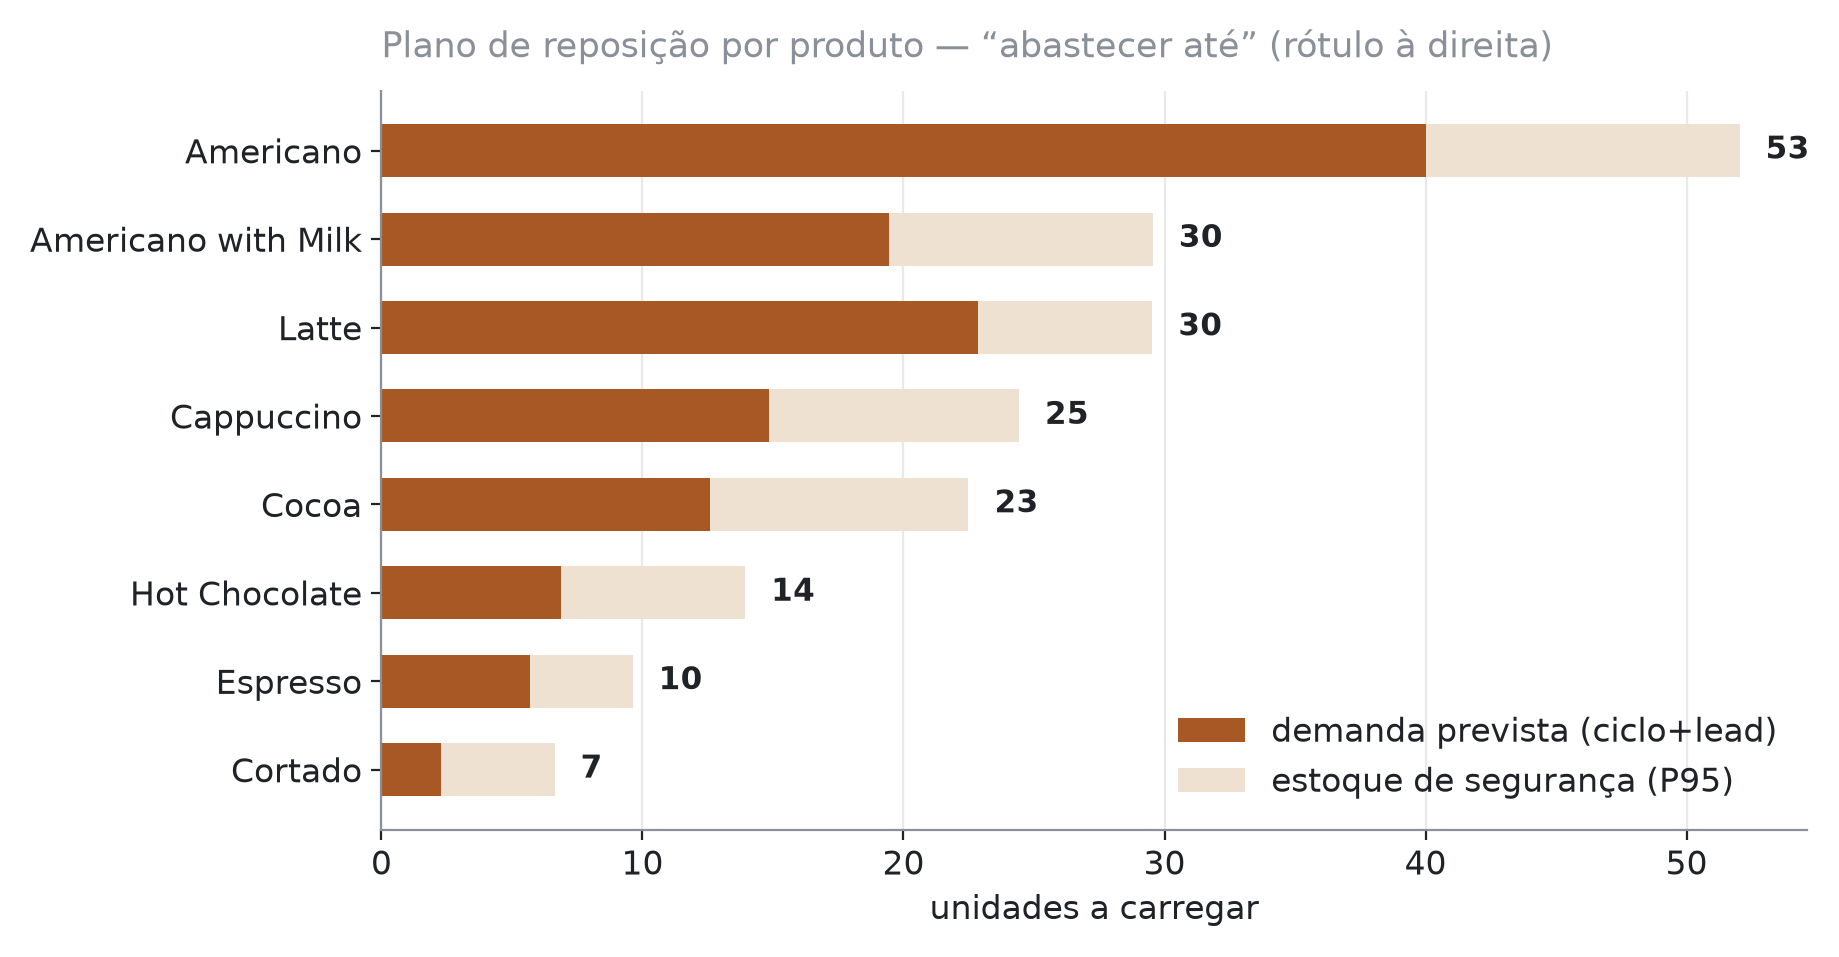 Plano de reposição por produto — “abastecer até” (rótulo à direita)
Americano 53
Americano with Milk 30
Latte 30
Cappuccino 25
Cocoa 23
Hot Chocolate 14
Espresso 10
Cortado 7
demanda prevista (ciclo+lead)
estoque de segurança (P95)
0 10 20 30 40 50
unidades a carregar